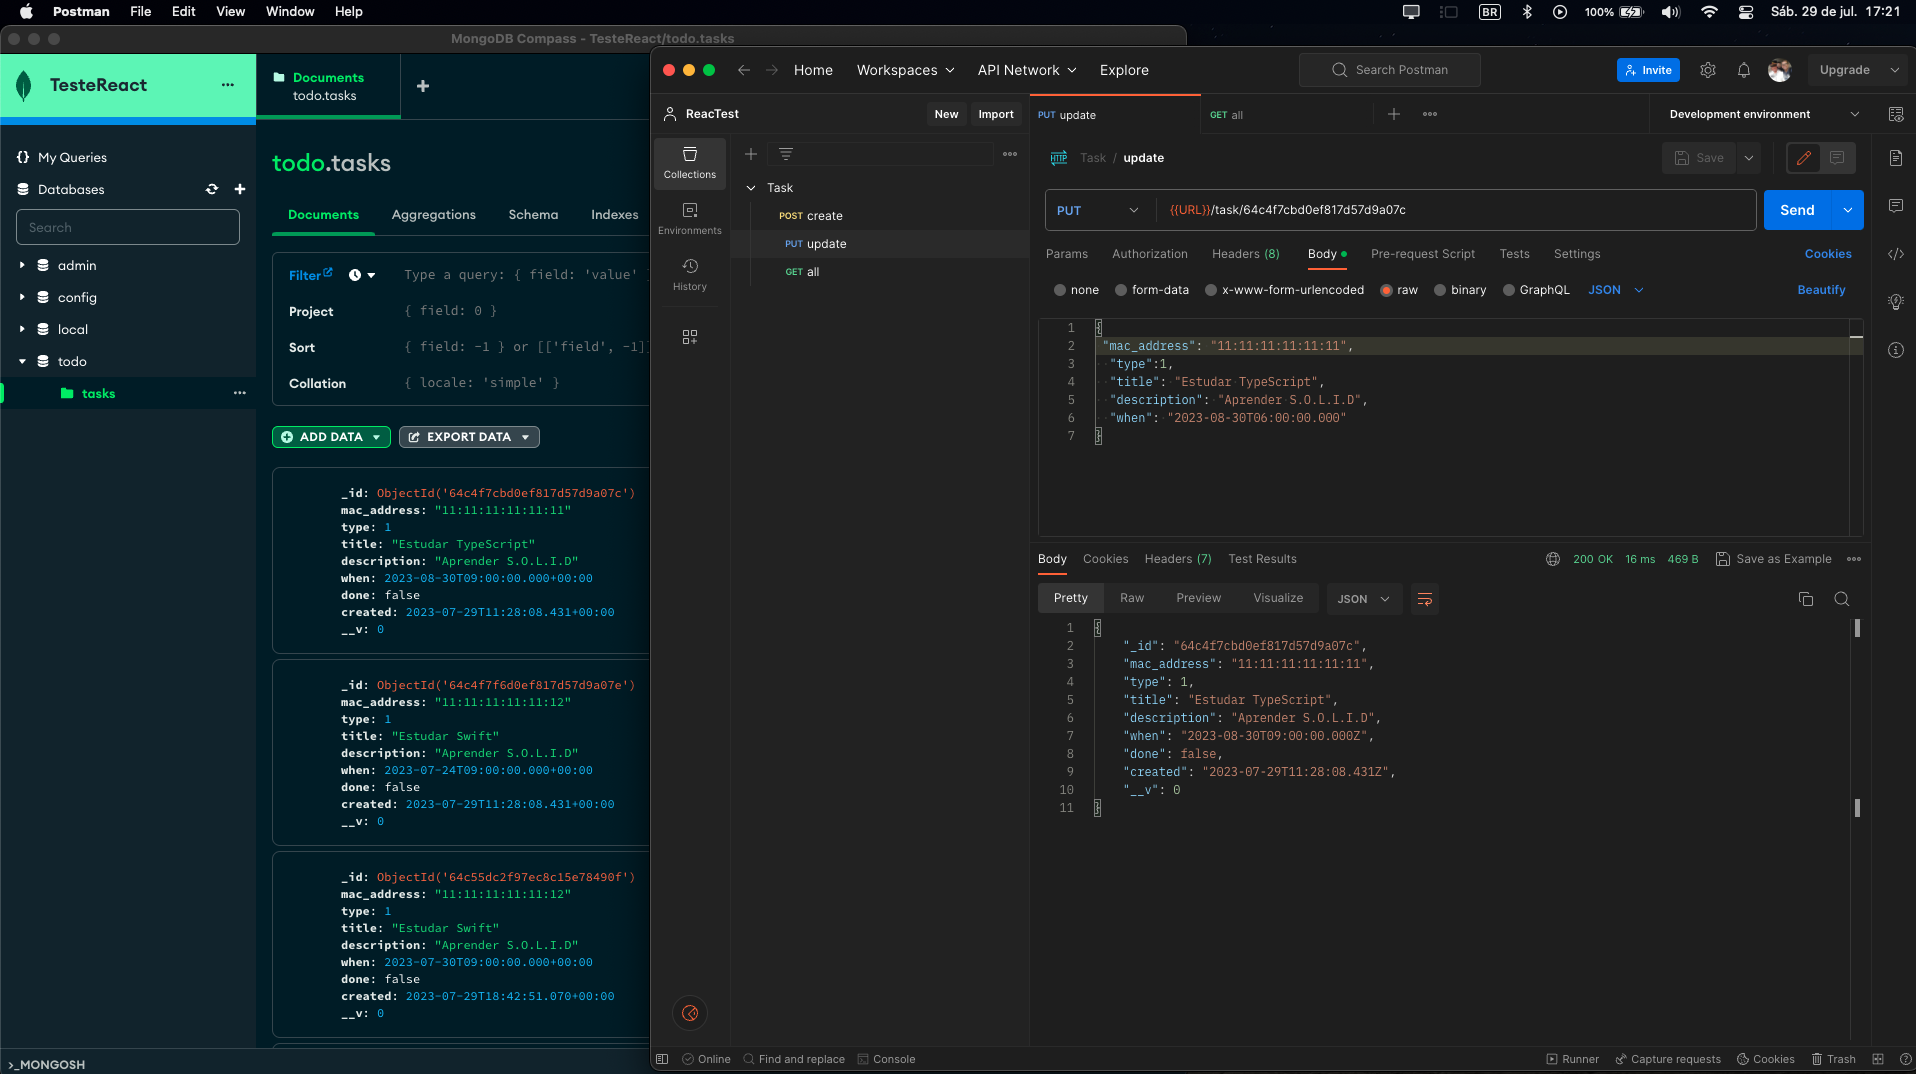 Postman File Edit View Window Help
BR 100% Sáb. 29 de jul. 17:21
MongoDB Compass - TesteReact/todo.tasks
TesteReact
Documents
todo.tasks
My Queries
Databases
Search
admin
config
local
todo
tasks
todo.tasks
Documents Aggregations Schema Indexes
Filter Type a query: { field: 'value'
Project { field: 0 }
Sort { field: -1 } or [['field', -1]]
Collation { locale: 'simple' }
ADD DATA EXPORT DATA
_id: ObjectId('64c4f7cbd0ef817d57d9a07c')
mac_address: "11:11:11:11:11:11"
type: 1
title: "Estudar TypeScript"
description: "Aprender S.O.L.I.D"
when: 2023-08-30T09:00:00.000+00:00
done: false
created: 2023-07-29T11:28:08.431+00:00
__v: 0
_id: ObjectId('64c4f7f6d0ef817d57d9a07e')
mac_address: "11:11:11:11:11:12"
type: 1
title: "Estudar Swift"
description: "Aprender S.O.L.I.D"
when: 2023-07-24T09:00:00.000+00:00
done: false
created: 2023-07-29T11:28:08.431+00:00
__v: 0
_id: ObjectId('64c55dc2f97ec8c15e78490f')
mac_address: "11:11:11:11:11:12"
type: 1
title: "Estudar Swift"
description: "Aprender S.O.L.I.D"
when: 2023-07-30T09:00:00.000+00:00
done: false
created: 2023-07-29T18:42:51.070+00:00
__v: 0
>_MONGOSH
Home Workspaces API Network Explore
Search Postman
Invite
Upgrade
ReacTest
New Import
Collections
Environments
History
Task
POST create
PUT update
GET all
PUT update
GET all
Development environment
HTTP Task / update
Save
PUT {{URL}}/task/64c4f7cbd0ef817d57d9a07c
Send
Params Authorization Headers (8) Body Pre-request Script Tests Settings
Cookies
none form-data x-www-form-urlencoded raw binary GraphQL JSON
Beautify
1 {
2 "mac_address": "11:11:11:11:11:11",
3 "type":1,
4 "title": "Estudar TypeScript",
5 "description": "Aprender S.O.L.I.D",
6 "when": "2023-08-30T06:00:00.000"
7 }
Body Cookies Headers (7) Test Results
200 OK 16 ms 469 B Save as Example
Pretty Raw Preview Visualize JSON
1 {
2 "_id": "64c4f7cbd0ef817d57d9a07c",
3 "mac_address": "11:11:11:11:11:11",
4 "type": 1,
5 "title": "Estudar TypeScript",
6 "description": "Aprender S.O.L.I.D",
7 "when": "2023-08-30T09:00:00.000Z",
8 "done": false,
9 "created": "2023-07-29T11:28:08.431Z",
10 "__v": 0
11 }
Online Find and replace Console
Runner Capture requests Cookies Trash